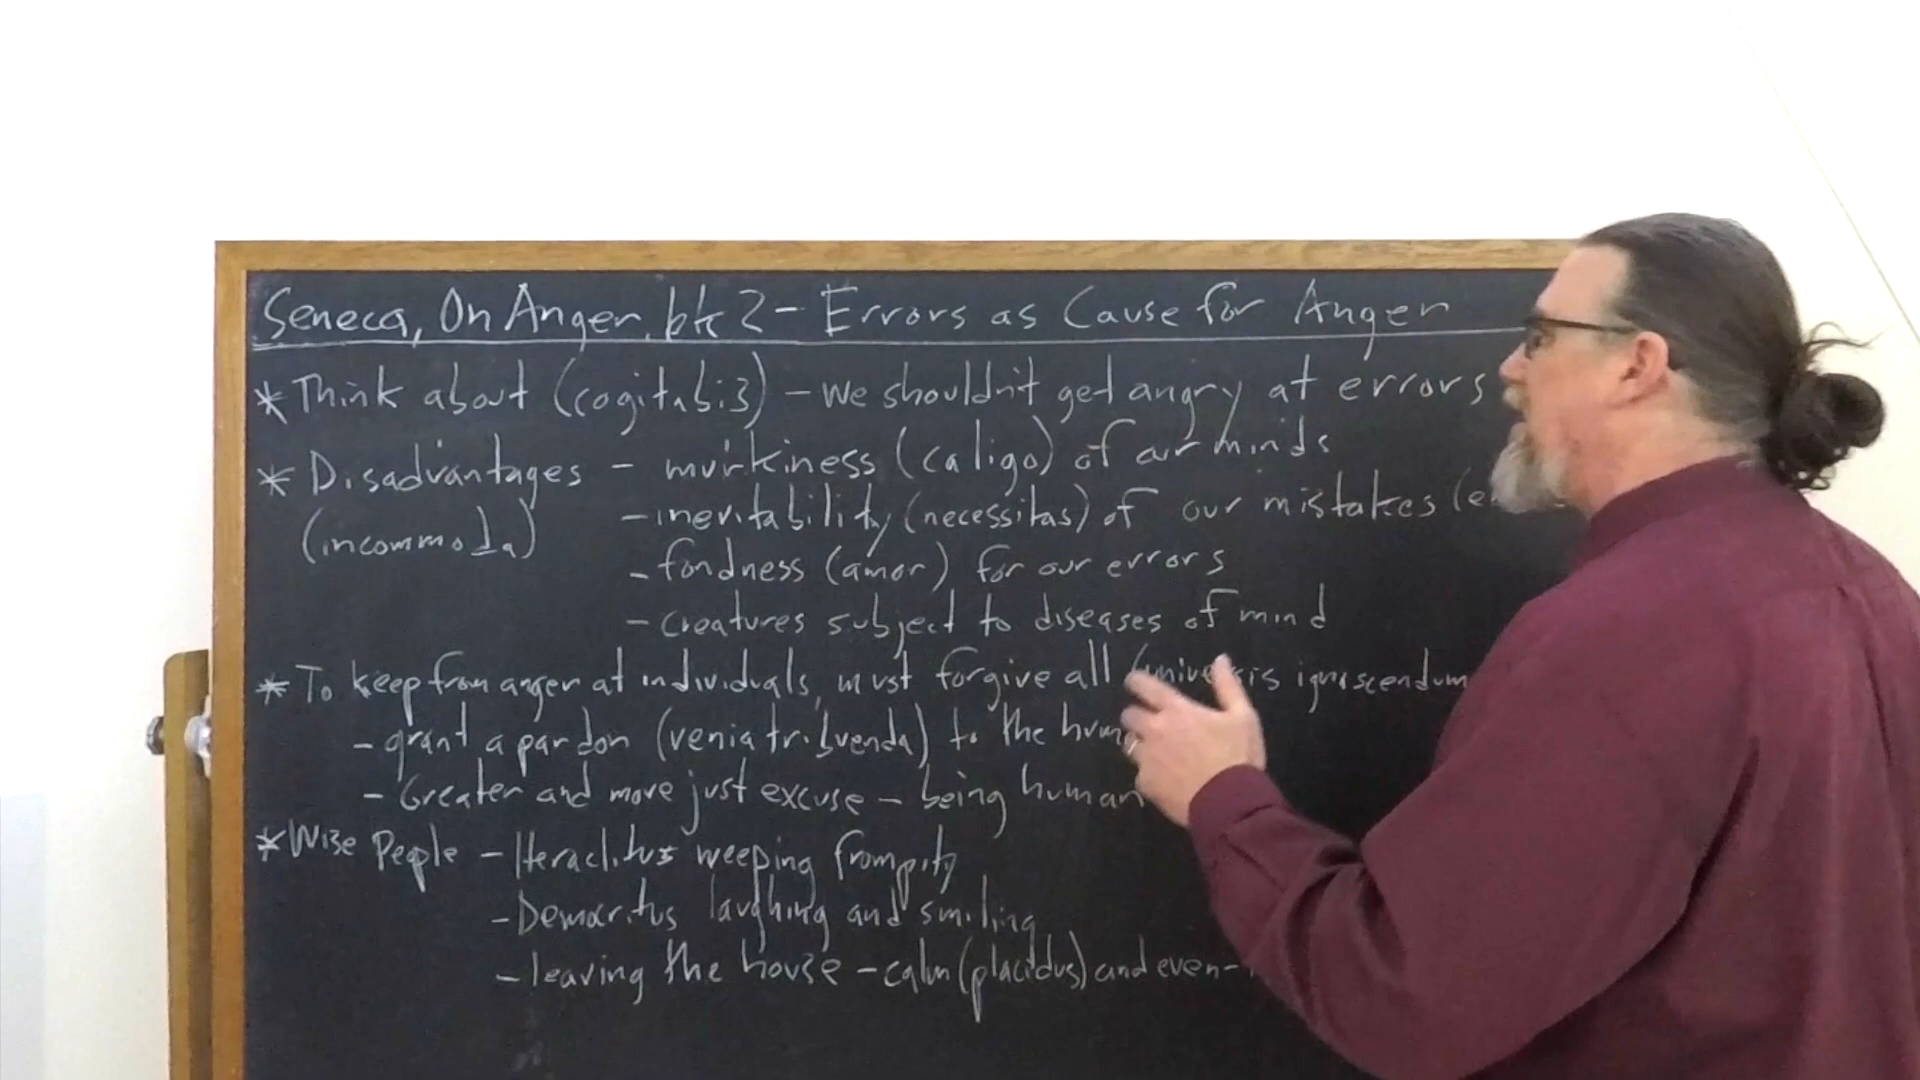 Seneca, On Anger, bk 2 - Errors as Cause for Anger
* Think about (cogitabis) - We shouldn't get angry at errors
* Disadvantages - murkiness (caligo) of our minds
(incommoda) - inevitability (necessitas) of our mistakes
- fondness (amor) for our errors
- creatures subject to diseases of mind
* To keep from anger at individuals, must forgive all (universis ignoscendum
- grant a pardon (venia tribuenda) to the
- Greater and more just excuse - being human
* Wise People - Heraclitus weeping from pity
- Democritus laughing and smiling
- leaving the house - calm (placidus) and even-